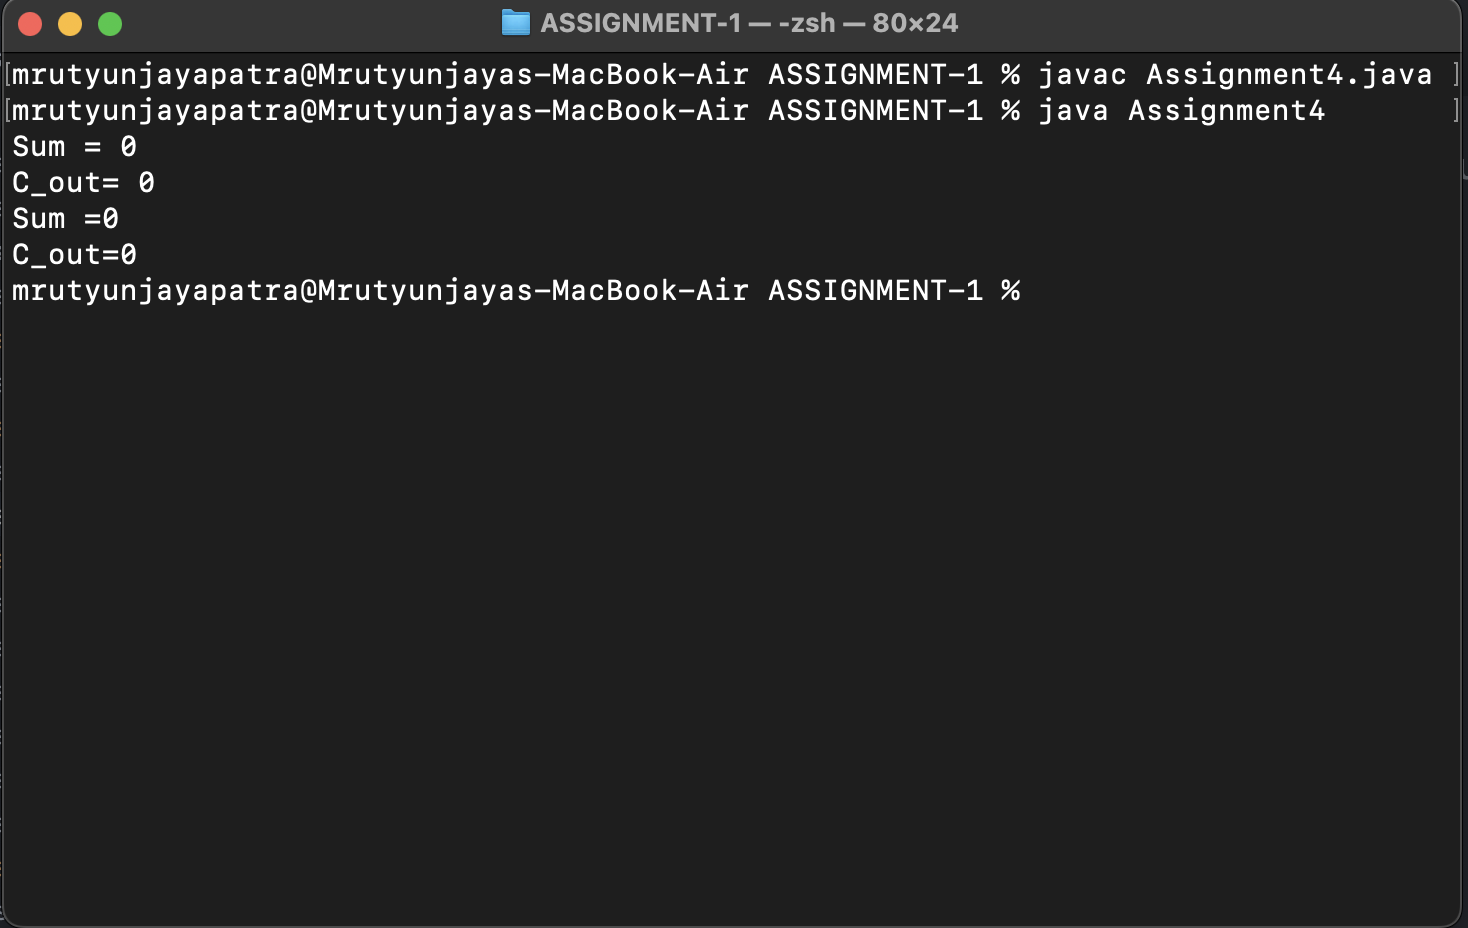 ASSIGNMENT-1 — -zsh — 80×24
[mrutyunjayapatra@Mrutyunjayas-MacBook-Air ASSIGNMENT-1 % javac Assignment4.java ]
[mrutyunjayapatra@Mrutyunjayas-MacBook-Air ASSIGNMENT-1 % java Assignment4 ]
Sum = 0
C_out= 0
Sum =0
C_out=0
mrutyunjayapatra@Mrutyunjayas-MacBook-Air ASSIGNMENT-1 %